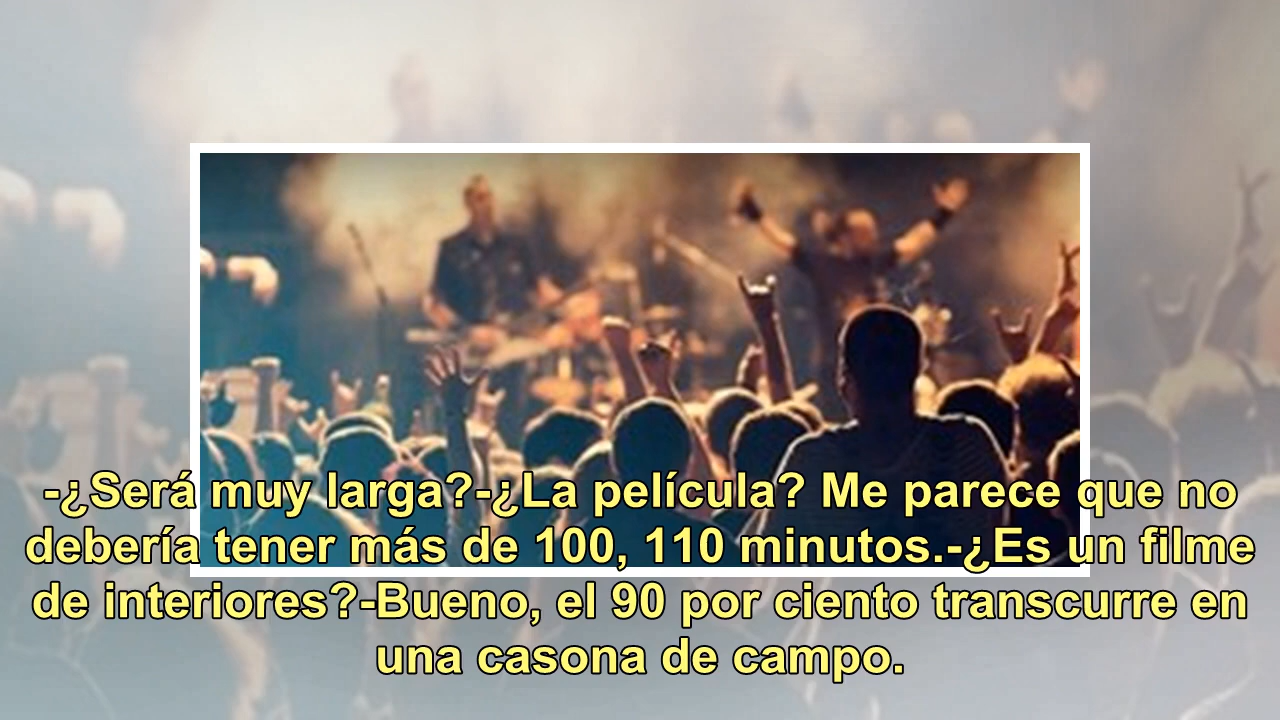 -¿Será muy larga?-¿La película? Me parece que no
debería tener más de 100, 110 minutos.-¿Es un filme
de interiores?-Bueno, el 90 por ciento transcurre en
una casona de campo.